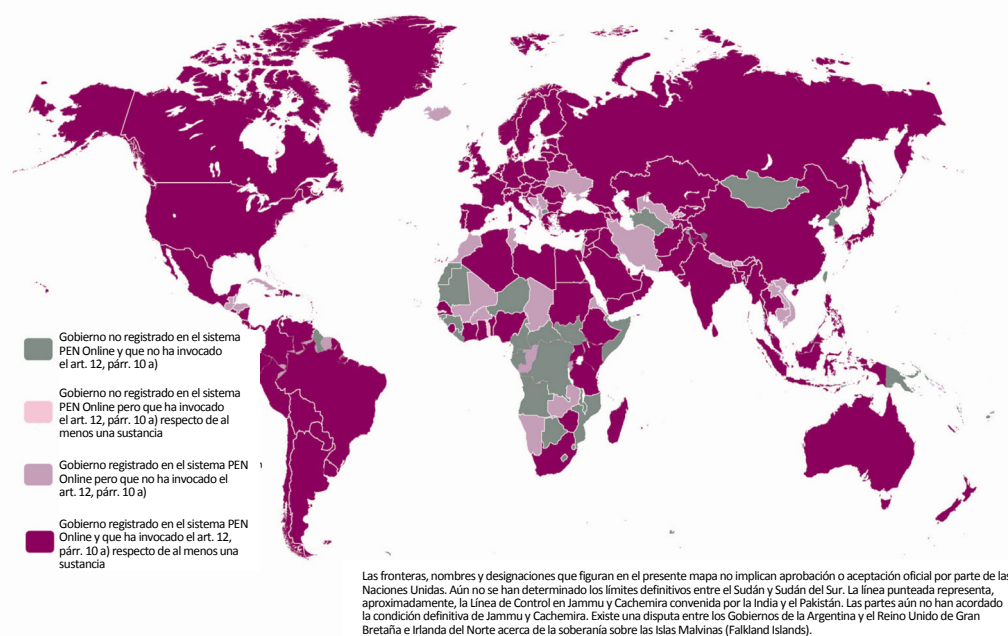 Gobierno no registrado en el sistema
PEN Online y que no ha invocado
el art. 12, párr. 10 a)
Gobierno no registrado en el sistema
PEN Online pero que ha invocado
el art. 12, párr. 10 a) respecto de al
menos una sustancia
Gobierno registrado en el sistema PEN
Online pero que no ha invocado el
art. 12, párr. 10 a)
Gobierno registrado en el sistema PEN
Online y que ha invocado el art. 12,
párr. 10 a) respecto de al menos una
sustancia
Las fronteras, nombres y designaciones que figuran en el presente mapa no implican aprobación o aceptación oficial por parte de las
Naciones Unidas. Aún no se han determinado los límites definitivos entre el Sudán y Sudán del Sur. La línea punteada representa,
aproximadamente, la Línea de Control en Jammu y Cachemira convenida por la India y el Pakistán. Las partes aún no han acordado
la condición definitiva de Jammu y Cachemira. Existe una disputa entre los Gobiernos de la Argentina y el Reino Unido de Gran
Bretaña e Irlanda del Norte acerca de la soberanía sobre las Islas Malvinas (Falkland Islands).